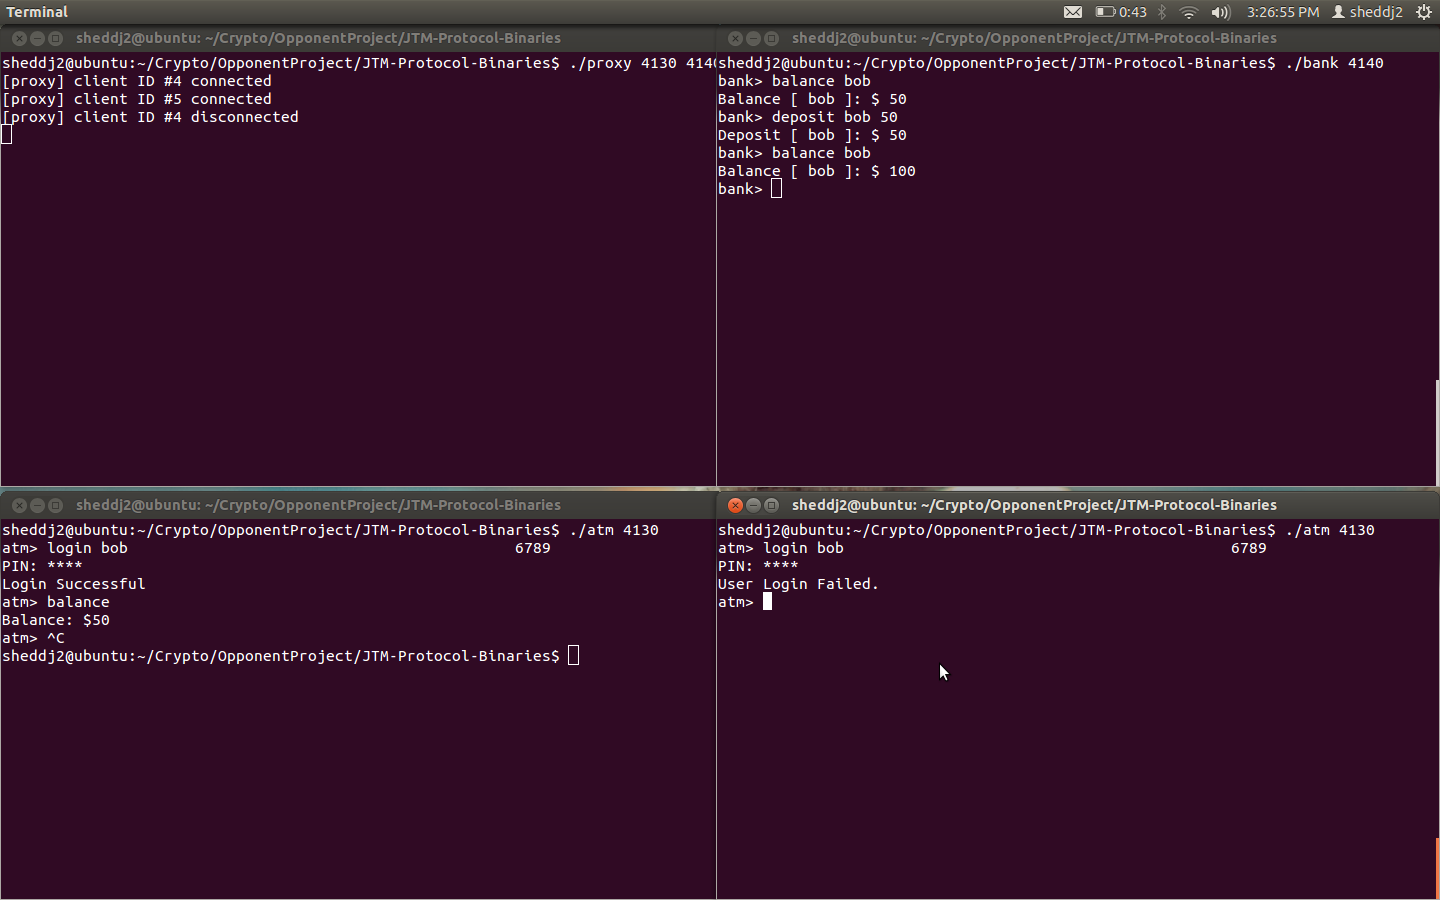 Terminal
0:43
3:26:55 PM
sheddj2
sheddj2@ubuntu: ~/Crypto/OpponentProject/JTM-Protocol-Binaries
sheddj2@ubuntu:~/Crypto/OpponentProject/JTM-Protocol-Binaries$ ./proxy 4130 414
[proxy] client ID #4 connected
[proxy] client ID #5 connected
[proxy] client ID #4 disconnected
sheddj2@ubuntu: ~/Crypto/OpponentProject/JTM-Protocol-Binaries
sheddj2@ubuntu:~/Crypto/OpponentProject/JTM-Protocol-Binaries$ ./bank 4140
bank> balance bob
Balance [ bob ]: $ 50
bank> deposit bob 50
Deposit [ bob ]: $ 50
bank> balance bob
Balance [ bob ]: $ 100
bank>
sheddj2@ubuntu: ~/Crypto/OpponentProject/JTM-Protocol-Binaries
sheddj2@ubuntu:~/Crypto/OpponentProject/JTM-Protocol-Binaries$ ./atm 4130
atm> login bob 6789
PIN: ****
Login Successful
atm> balance
Balance: $50
atm> ^C
sheddj2@ubuntu:~/Crypto/OpponentProject/JTM-Protocol-Binaries$
sheddj2@ubuntu: ~/Crypto/OpponentProject/JTM-Protocol-Binaries
sheddj2@ubuntu:~/Crypto/OpponentProject/JTM-Protocol-Binaries$ ./atm 4130
atm> login bob 6789
PIN: ****
User Login Failed.
atm>